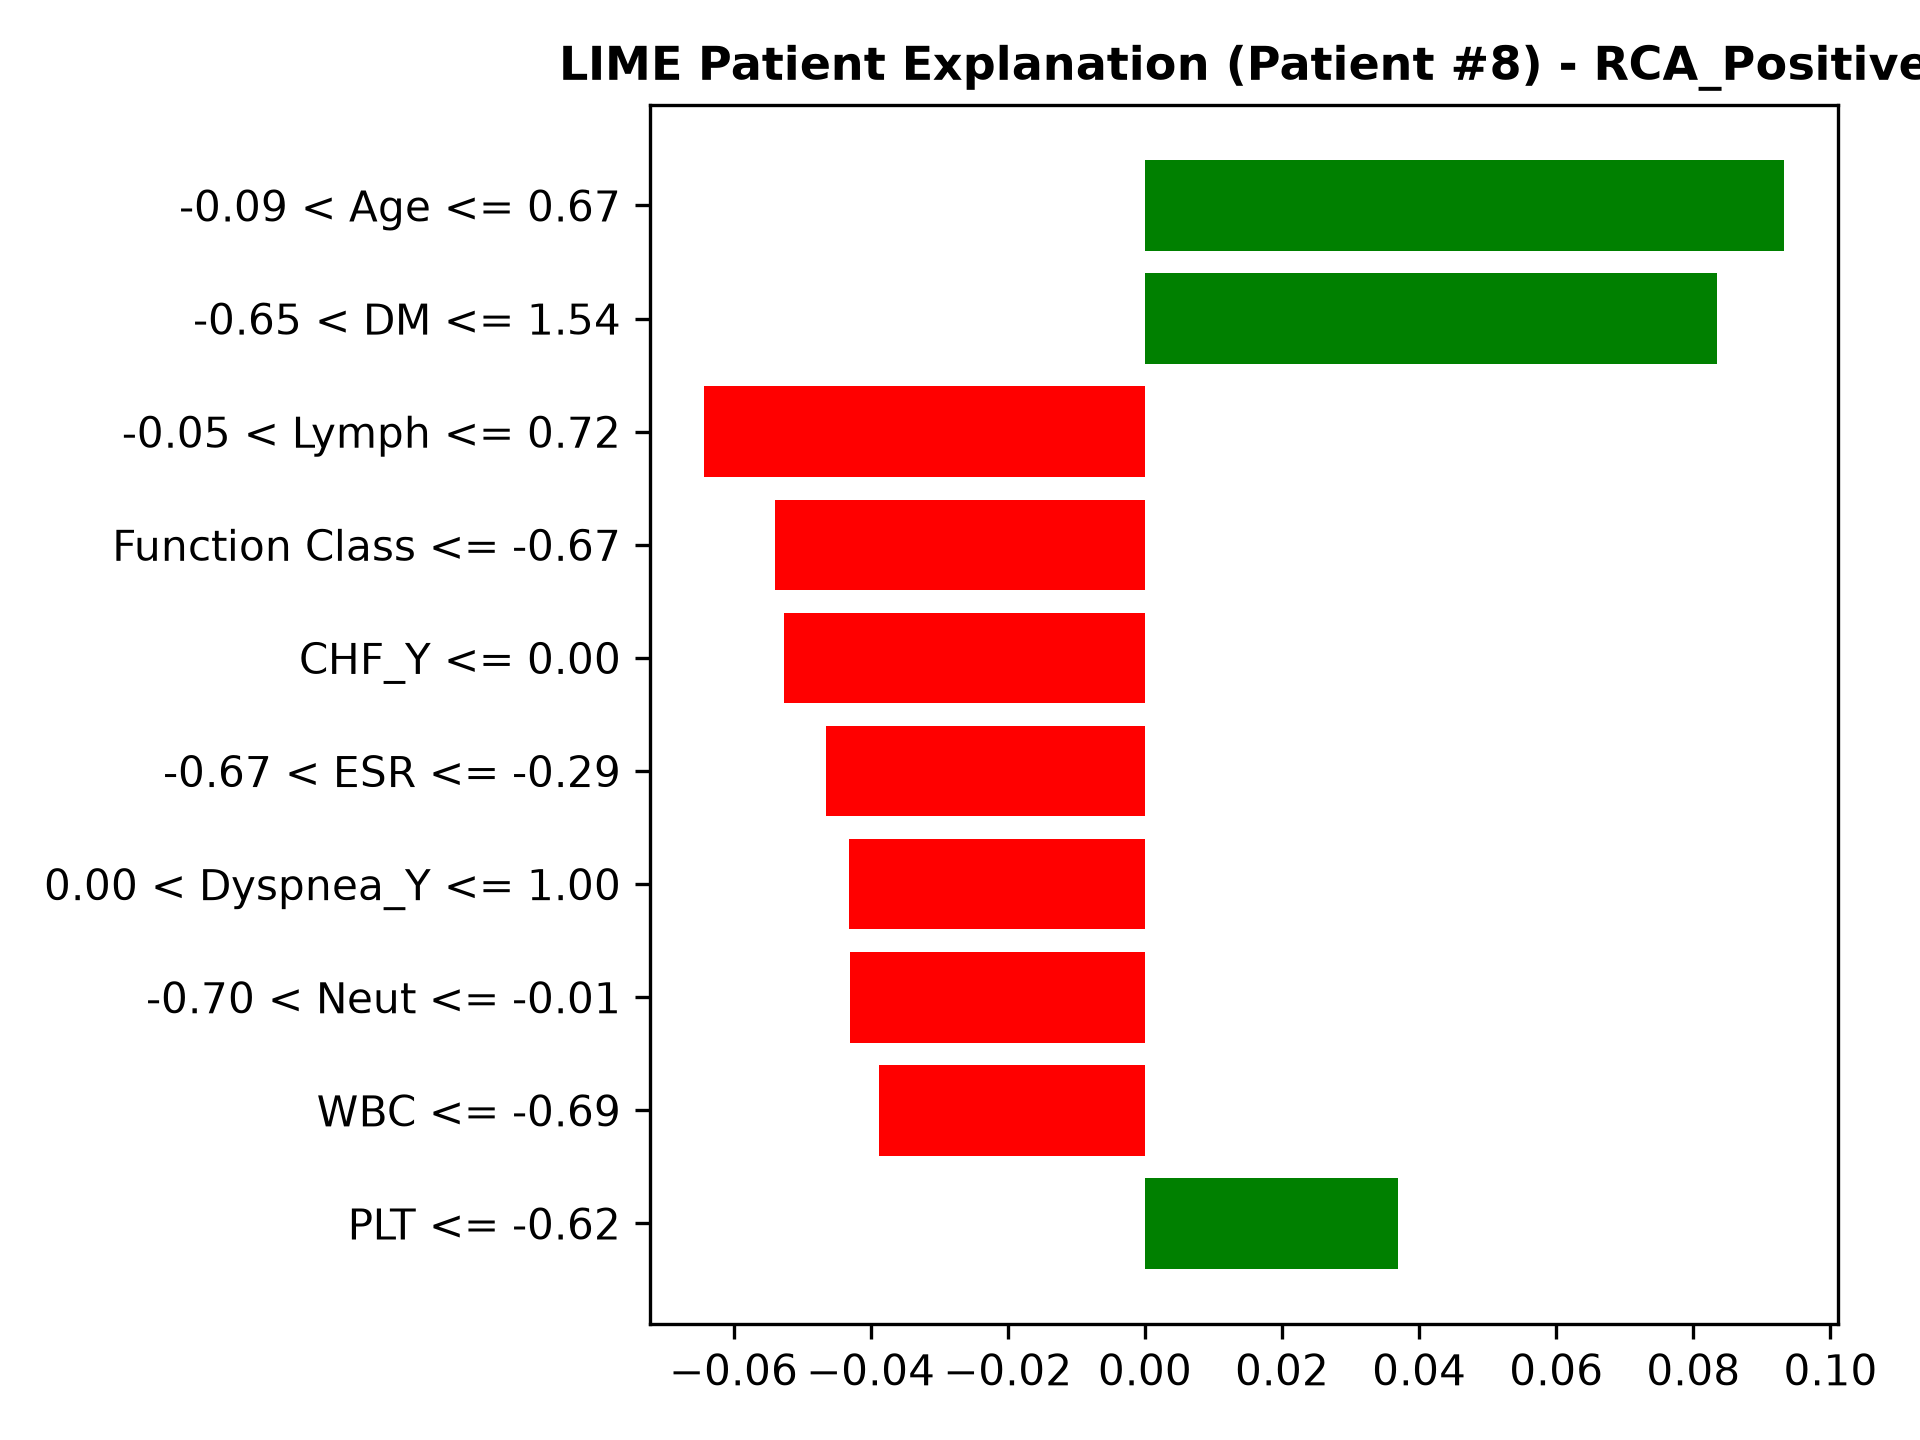 LIME Patient Explanation (Patient #8) - RCA_Positive
-0.09 < Age <= 0.67
-0.65 < DM <= 1.54
-0.05 < Lymph <= 0.72
Function Class <= -0.67
CHF_Y <= 0.00
-0.67 < ESR <= -0.29
0.00 < Dyspnea_Y <= 1.00
-0.70 < Neut <= -0.01
WBC <= -0.69
PLT <= -0.62
−0.06 −0.04 −0.02 0.00 0.02 0.04 0.06 0.08 0.10